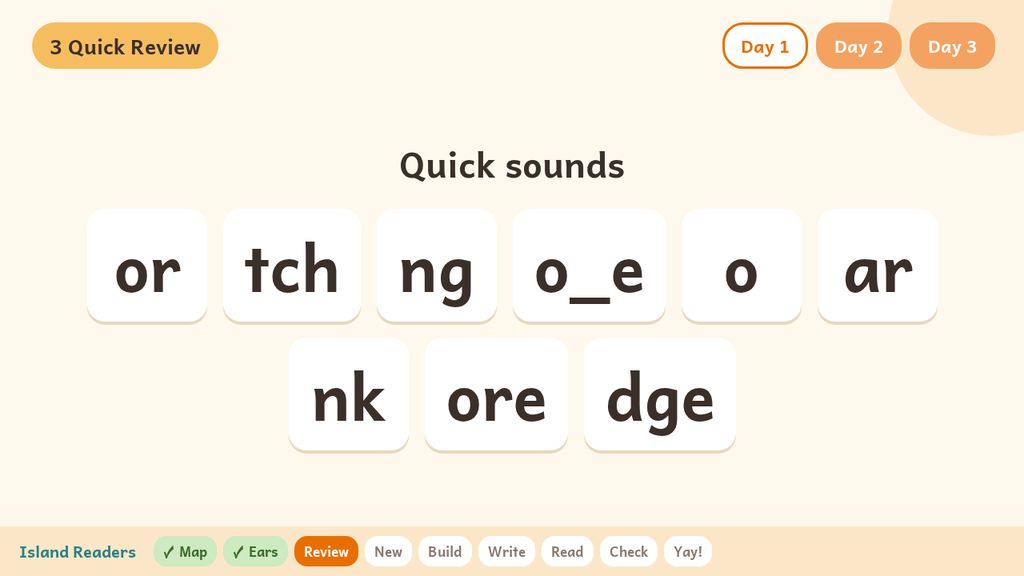 3 Quick Review
Day 1 Day 2 Day 3
Quick sounds
or tch ng o_e o ar
nk ore dge
Island Readers ✓ Map ✓ Ears Review New Build Write Read Check Yay!